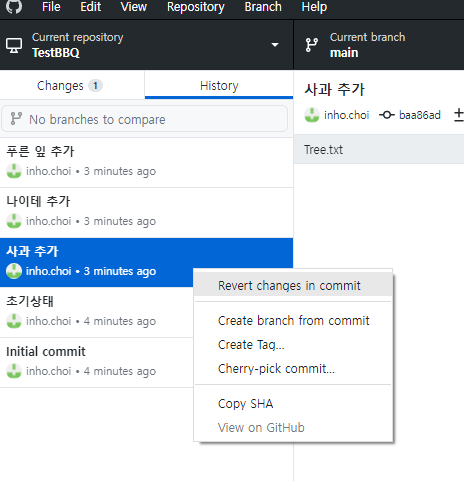 File Edit View Repository Branch Help
Current repository
TestBBQ
Current branch
main
Changes 1
History
No branches to compare
푸른 잎 추가
inho.choi • 3 minutes ago
나이테 추가
inho.choi • 3 minutes ago
사과 추가
inho.choi • 3 minutes ago
초기상태
inho.choi • 4 minutes ago
Initial commit
inho.choi • 4 minutes ago
사과 추가
inho.choi baa86ad
Tree.txt
Revert changes in commit
Create branch from commit
Create Tag...
Cherry-pick commit...
Copy SHA
View on GitHub